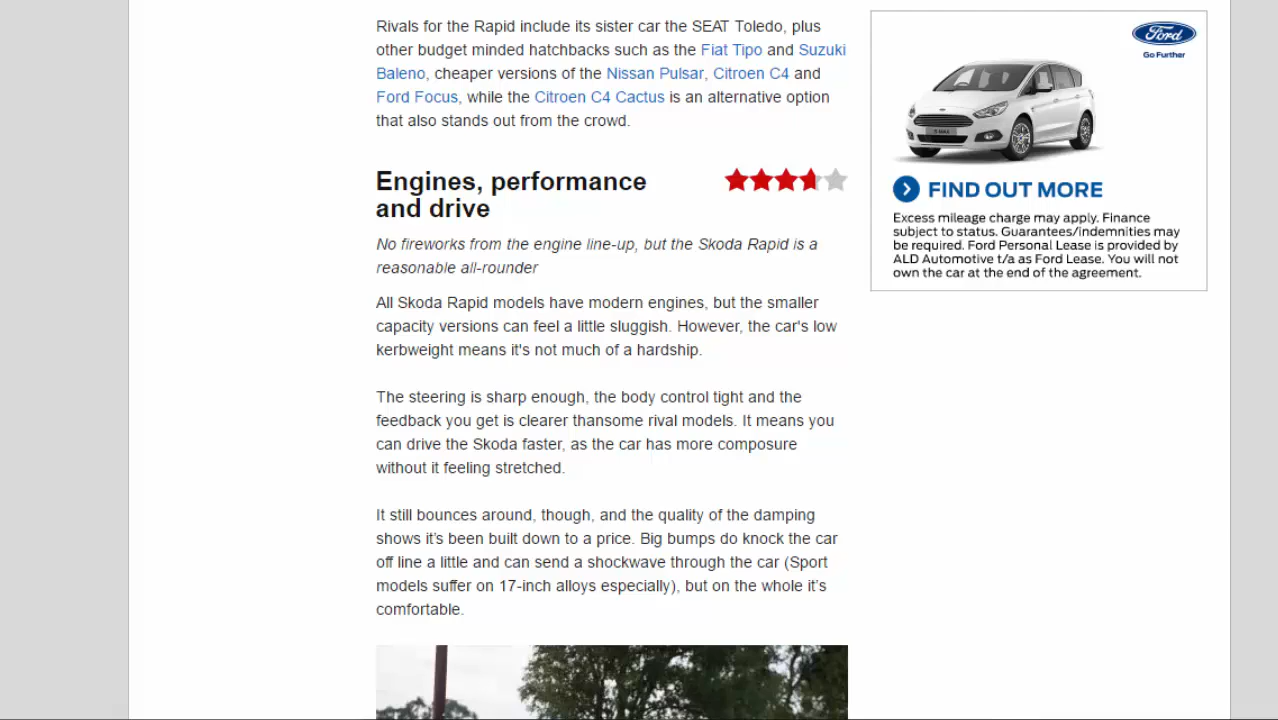 Rivals for the Rapid include its sister car the SEAT Toledo, plus
other budget minded hatchbacks such as the Fiat Tipo and Suzuki
Baleno, cheaper versions of the Nissan Pulsar, Citroen C4 and
Ford Focus, while the Citroen C4 Cactus is an alternative option
that also stands out from the crowd.
Engines, performance
and drive
No fireworks from the engine line-up, but the Skoda Rapid is a
reasonable all-rounder
All Skoda Rapid models have modern engines, but the smaller
capacity versions can feel a little sluggish. However, the car's low
kerbweight means it's not much of a hardship.
The steering is sharp enough, the body control tight and the
feedback you get is clearer thansome rival models. It means you
can drive the Skoda faster, as the car has more composure
without it feeling stretched.
It still bounces around, though, and the quality of the damping
shows it’s been built down to a price. Big bumps do knock the car
off line a little and can send a shockwave through the car (Sport
models suffer on 17-inch alloys especially), but on the whole it’s
comfortable.
Ford
Go Further
FIND OUT MORE
Excess mileage charge may apply. Finance
subject to status. Guarantees/indemnities may
be required. Ford Personal Lease is provided by
ALD Automotive t/a as Ford Lease. You will not
own the car at the end of the agreement.